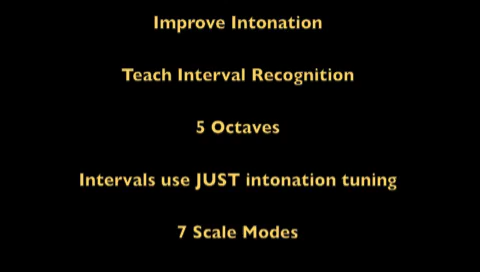 Improve Intonation
Teach Interval Recognition
5 Octaves
Intervals use JUST intonation tuning
7 Scale Modes